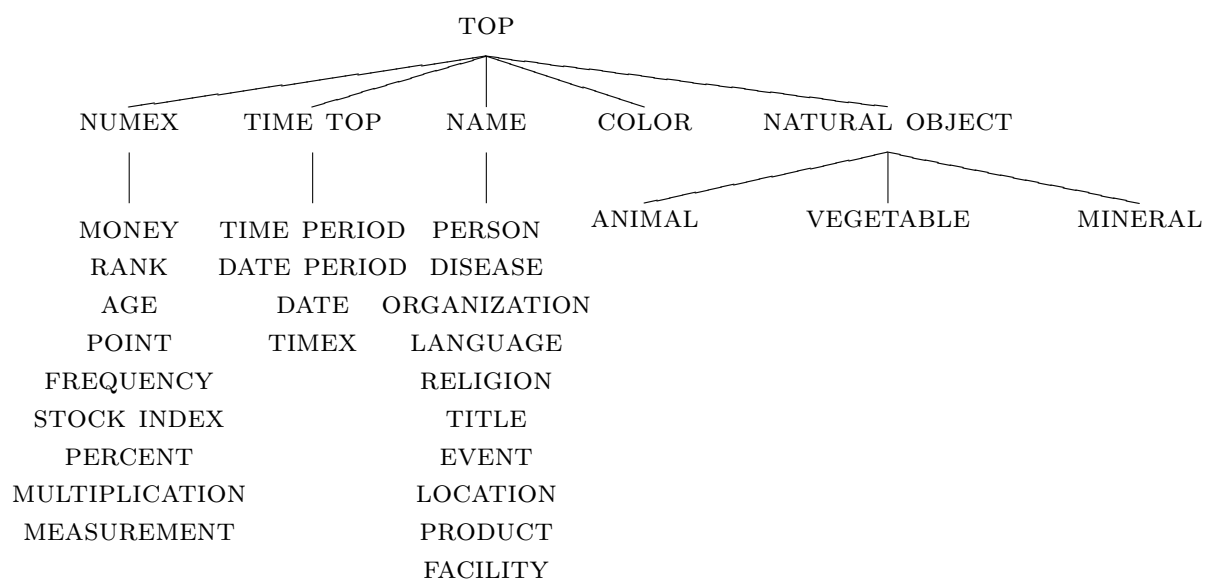 TOP
NUMEX TIME TOP NAME COLOR NATURAL OBJECT
MONEY TIME PERIOD PERSON ANIMAL VEGETABLE MINERAL
RANK DATE PERIOD DISEASE
AGE DATE ORGANIZATION
POINT TIMEX LANGUAGE
FREQUENCY RELIGION
STOCK INDEX TITLE
PERCENT EVENT
MULTIPLICATION LOCATION
MEASUREMENT PRODUCT
FACILITY